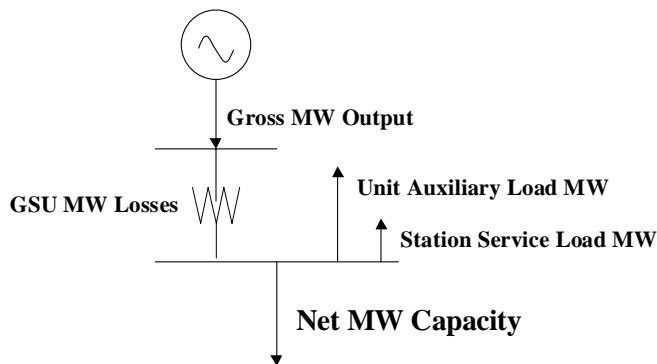 Gross MW Output
Unit Auxiliary Load MW
GSU MW Losses
Station Service Load MW
Net MW Capacity